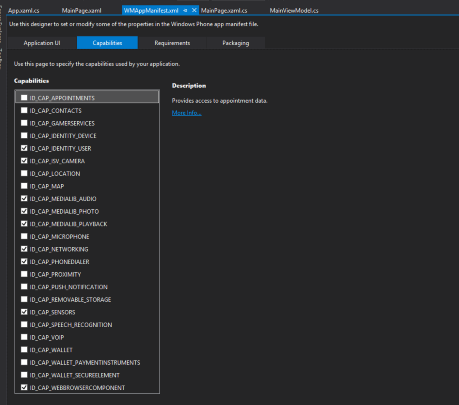 App.xaml.cs MainPage.xaml WMAppManifest.xml MainPage.xaml.cs MainViewModel.cs
Use this designer to set or modify some of the properties in the Windows Phone app manifest file.
Application UI Capabilities Requirements Packaging
Use this page to specify the capabilities used by your application.
Capabilities
Description
ID_CAP_APPOINTMENTS
Provides access to appointment data.
ID_CAP_CONTACTS
More Info...
ID_CAP_GAMERSERVICES
ID_CAP_IDENTITY_DEVICE
ID_CAP_IDENTITY_USER
ID_CAP_ISV_CAMERA
ID_CAP_LOCATION
ID_CAP_MAP
ID_CAP_MEDIALIB_AUDIO
ID_CAP_MEDIALIB_PHOTO
ID_CAP_MEDIALIB_PLAYBACK
ID_CAP_MICROPHONE
ID_CAP_NETWORKING
ID_CAP_PHONEDIALER
ID_CAP_PROXIMITY
ID_CAP_PUSH_NOTIFICATION
ID_CAP_REMOVABLE_STORAGE
ID_CAP_SENSORS
ID_CAP_SPEECH_RECOGNITION
ID_CAP_VOIP
ID_CAP_WALLET
ID_CAP_WALLET_PAYMENTINSTRUMENTS
ID_CAP_WALLET_SECUREELEMENT
ID_CAP_WEBBROWSERCOMPONENT